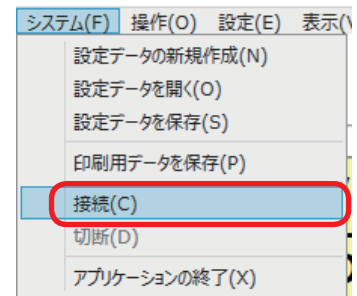 システム(F) 操作(O) 設定(E) 表示(V
設定データの新規作成(N)
設定データを開く(O)
設定データを保存(S)
印刷用データを保存(P)
接続(C)
切断(D)
アプリケーションの終了(X)